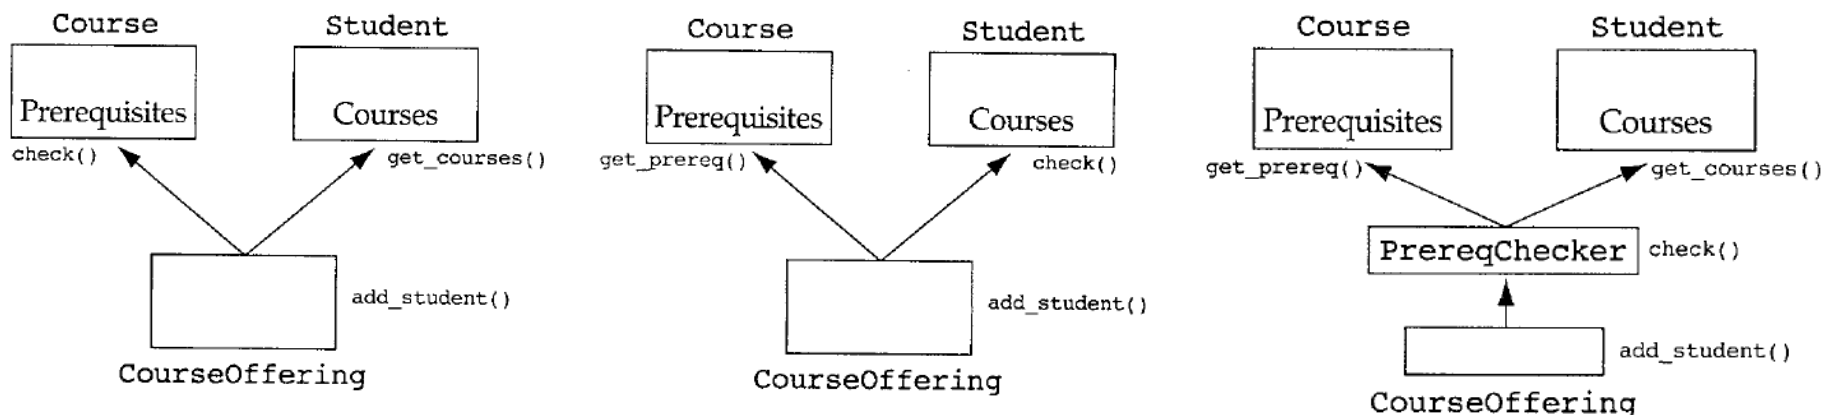 Course
Student
Prerequisites
Courses
check()
get_courses()
add_student()
CourseOffering
Course
Student
Prerequisites
Courses
get_prereq()
check()
add_student()
CourseOffering
Course
Student
Prerequisites
Courses
get_prereq()
get_courses()
PrereqChecker
check()
add_student()
CourseOffering